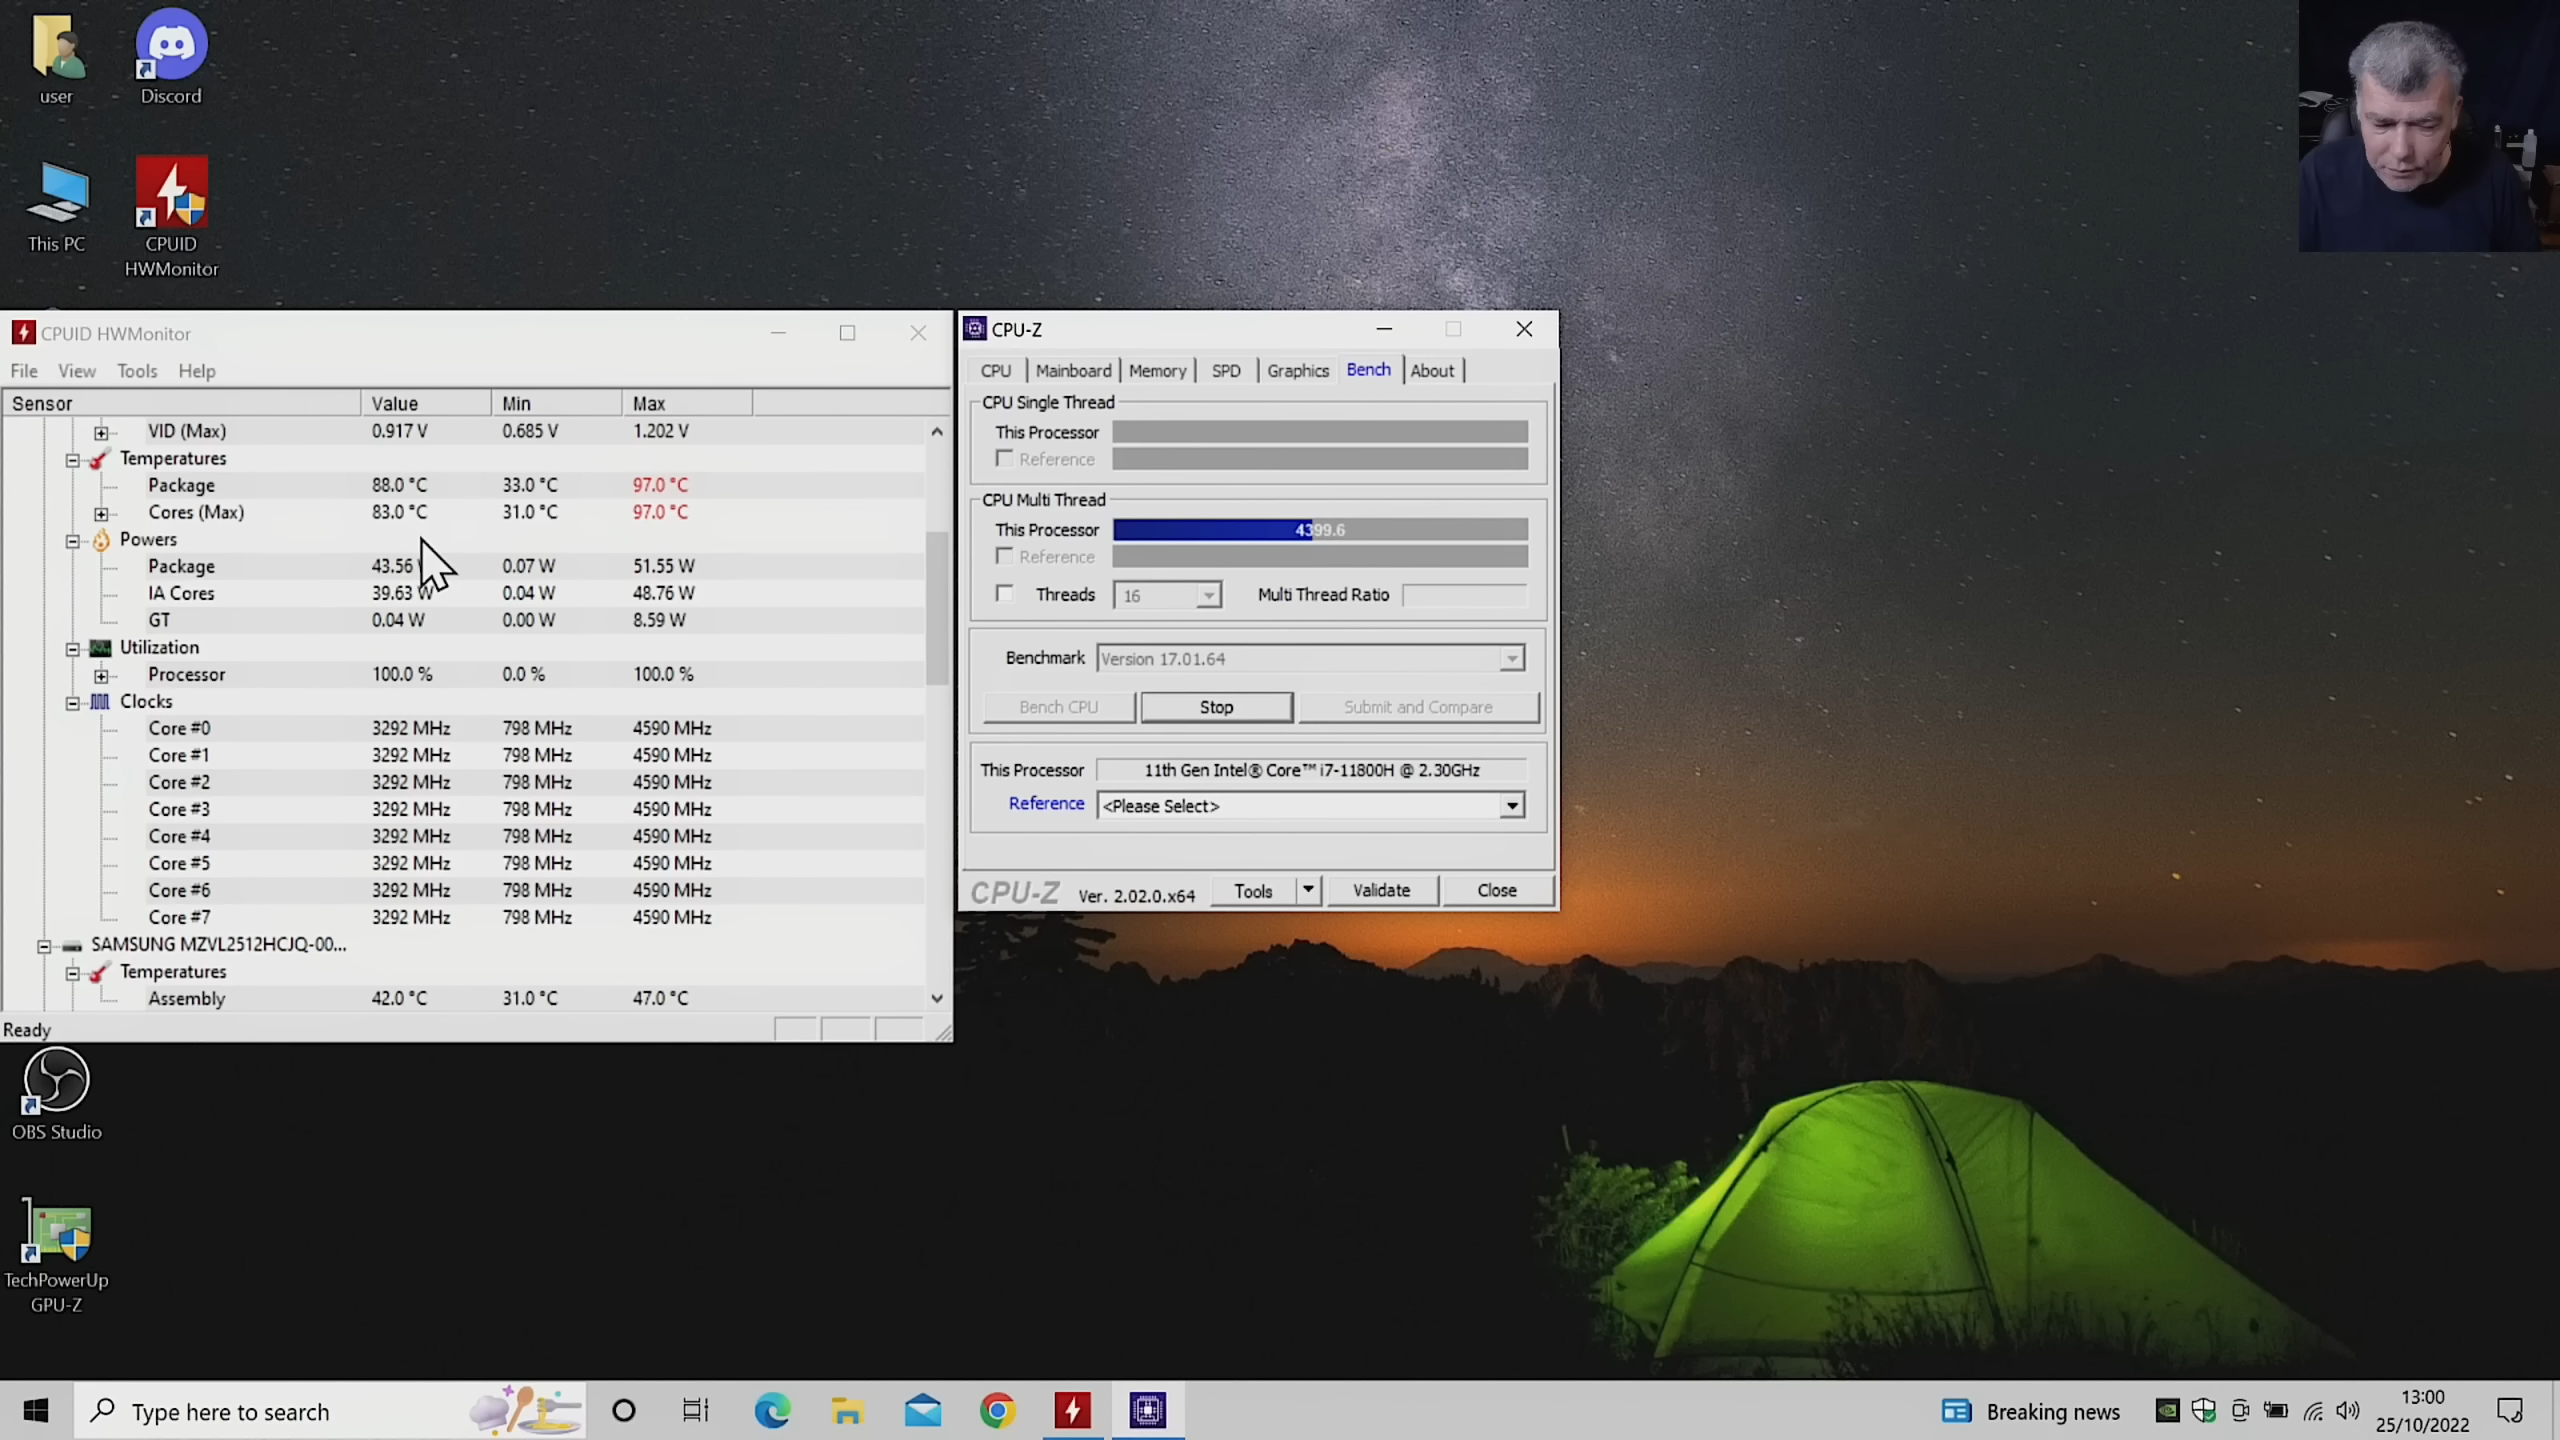 user
Discord
This PC
CPUID
HWMonitor
CPUID HWMonitor
File View Tools Help
Sensor Value Min Max
VID (Max) 0.917 V 0.685 V 1.202 V
Temperatures
Package 88.0 °C 33.0 °C 97.0 °C
Cores (Max) 83.0 °C 31.0 °C 97.0 °C
Powers
Package 43.56 0.07 W 51.55 W
IA Cores 39.63 W 0.04 W 48.76 W
GT 0.04 W 0.00 W 8.59 W
Utilization
Processor 100.0 % 0.0 % 100.0 %
Clocks
Core #0 3292 MHz 798 MHz 4590 MHz
Core #1 3292 MHz 798 MHz 4590 MHz
Core #2 3292 MHz 798 MHz 4590 MHz
Core #3 3292 MHz 798 MHz 4590 MHz
Core #4 3292 MHz 798 MHz 4590 MHz
Core #5 3292 MHz 798 MHz 4590 MHz
Core #6 3292 MHz 798 MHz 4590 MHz
Core #7 3292 MHz 798 MHz 4590 MHz
SAMSUNG MZVL2512HCJQ-00...
Temperatures
Assembly 42.0 °C 31.0 °C 47.0 °C
Ready
CPU-Z
CPU Mainboard Memory SPD Graphics Bench About
CPU Single Thread
This Processor
Reference
CPU Multi Thread
This Processor 4399.6
Reference
Threads 16 Multi Thread Ratio
Benchmark Version 17.01.64
Bench CPU Stop Submit and Compare
This Processor 11th Gen Intel® Core™ i7-11800H @ 2.30GHz
Reference <Please Select>
CPU-Z Ver. 2.02.0.x64 Tools Validate Close
OBS Studio
TechPowerUp
GPU-Z
Type here to search
Breaking news
13:00
25/10/2022